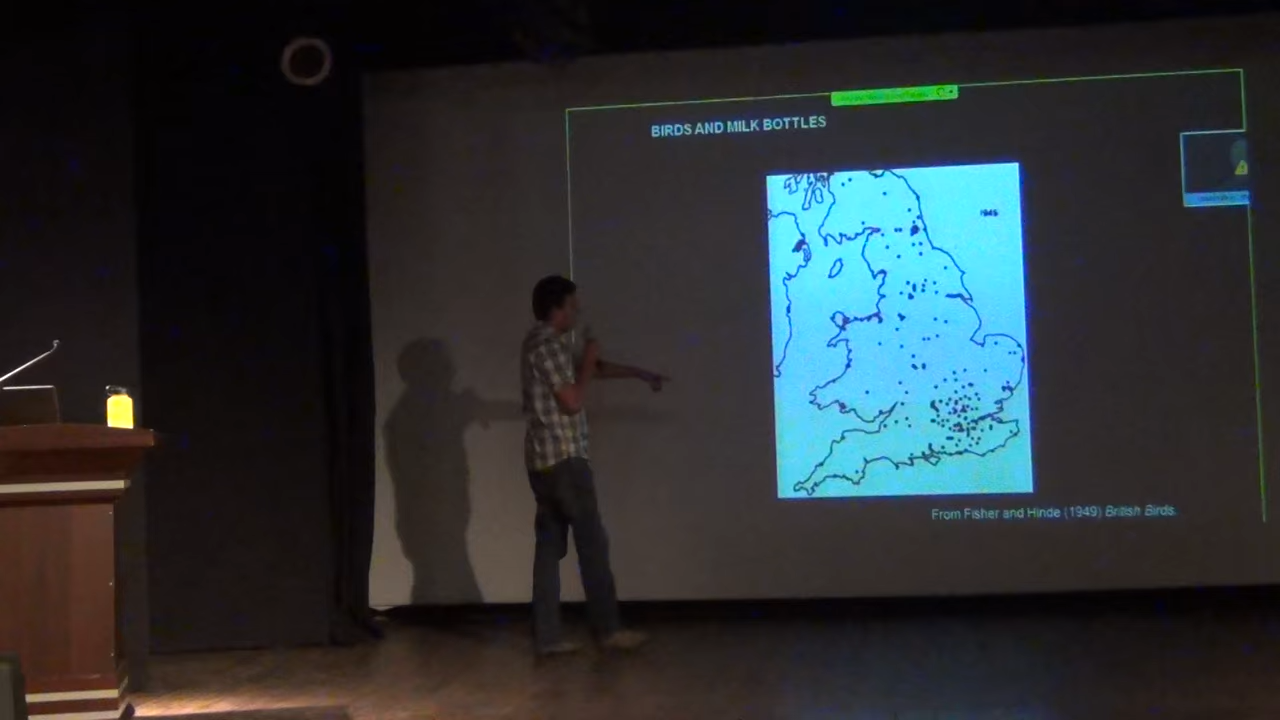 BIRDS AND MILK BOTTLES
1945
From Fisher and Hinde (1949) British Birds.